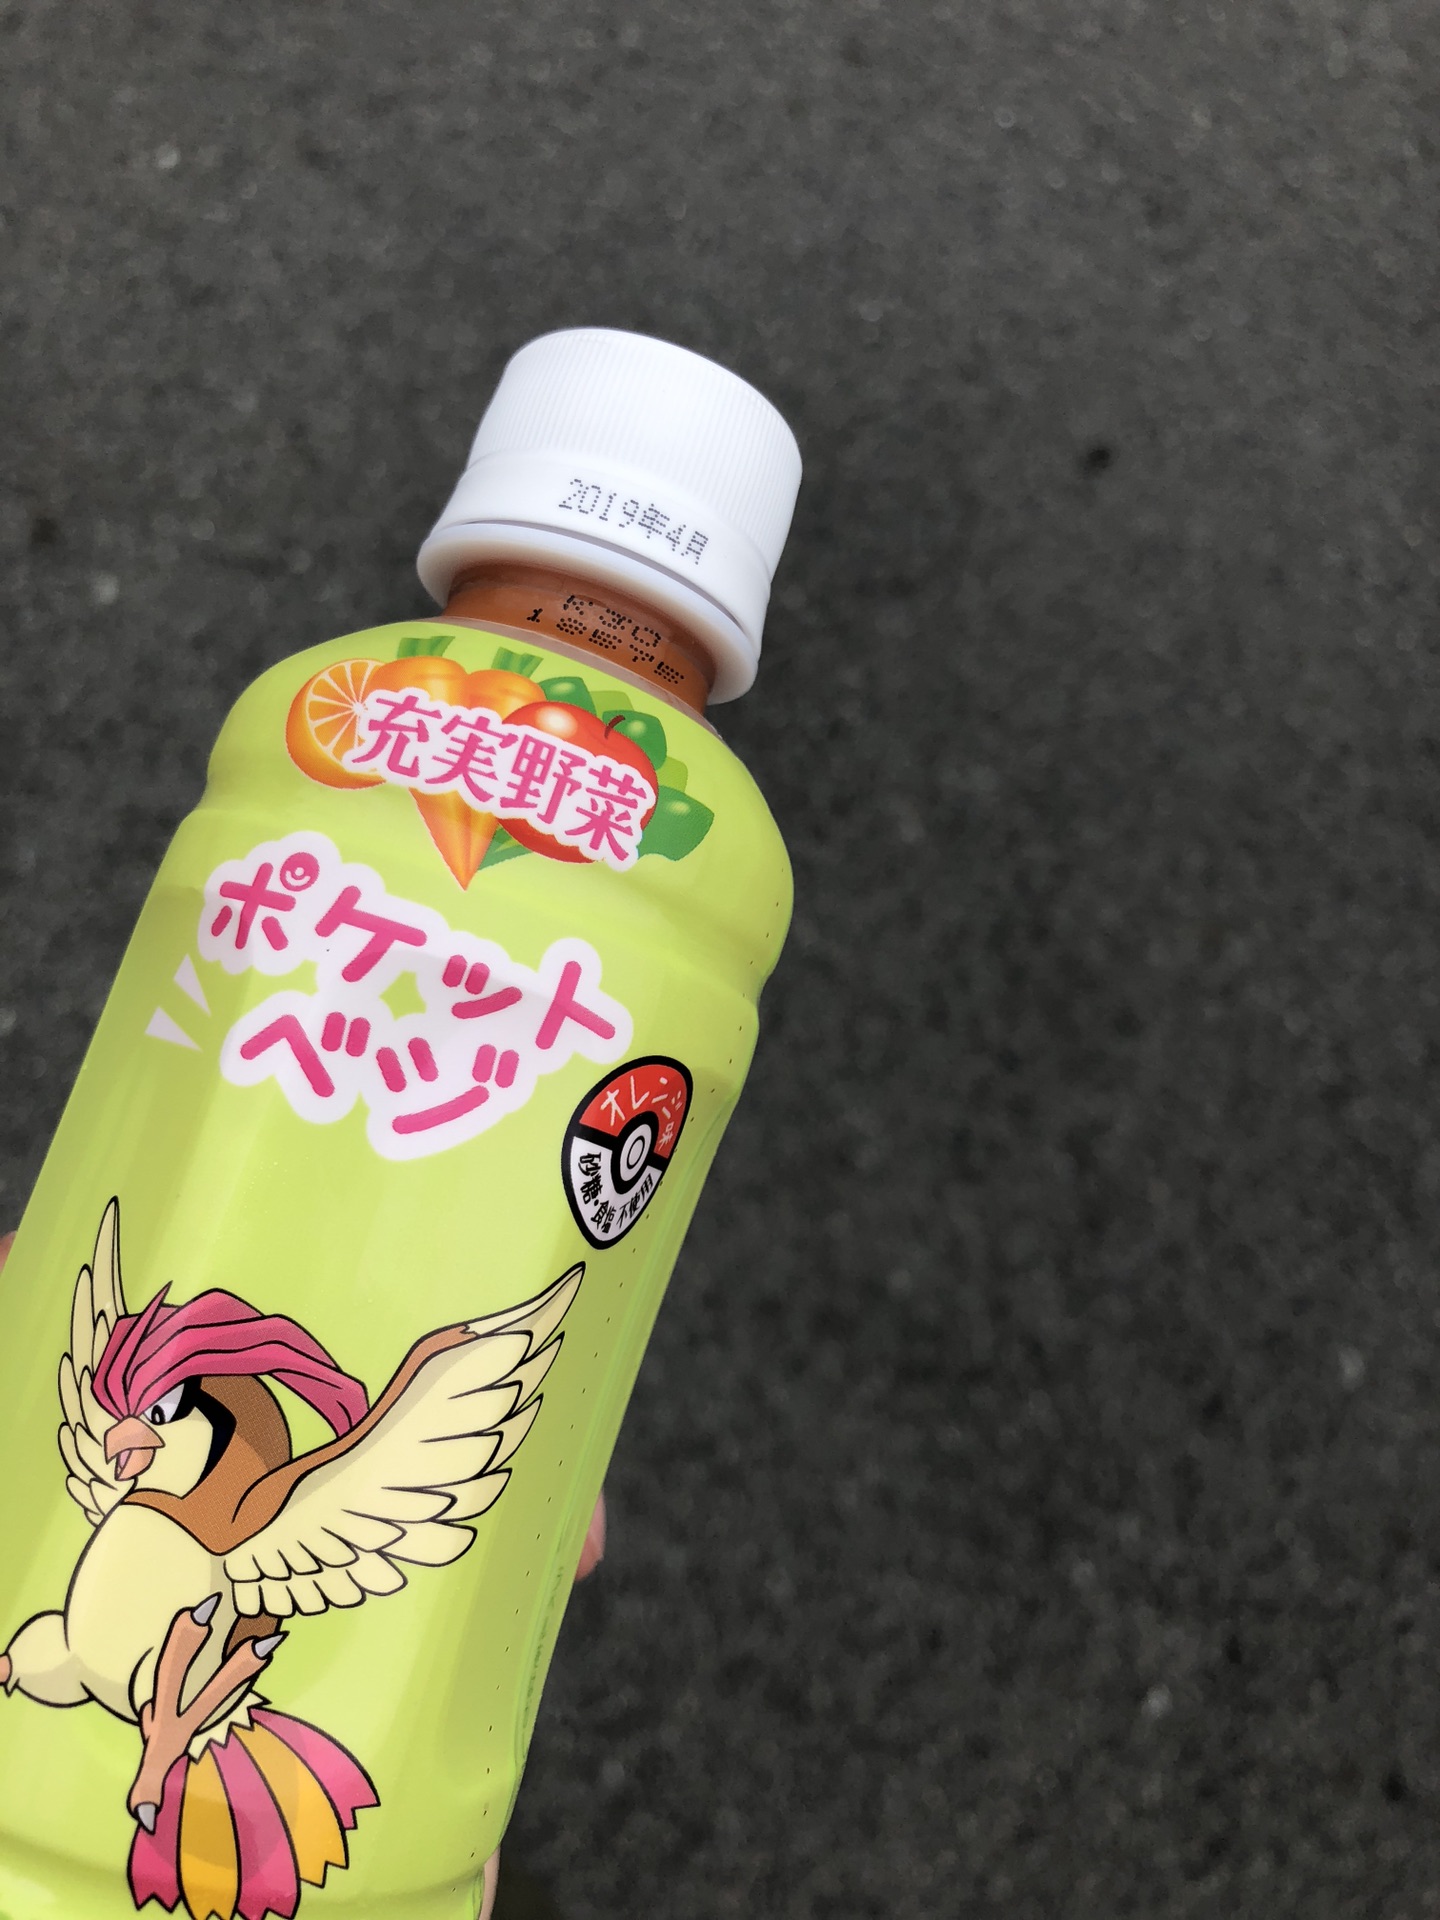 2019年4月
充実野菜
ポケット
ベジ
オレンジ味
砂糖・食塩不使用